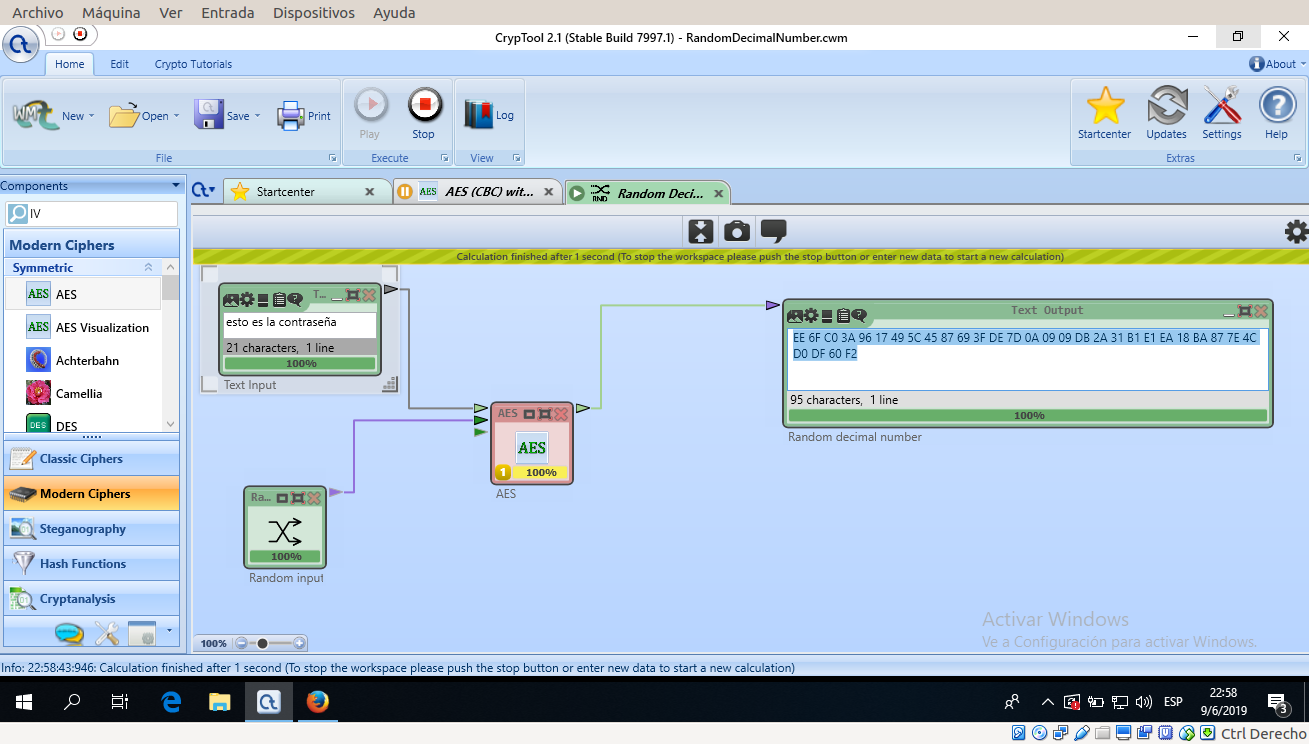 Archivo Máquina Ver Entrada Dispositivos Ayuda
CrypTool 2.1 (Stable Build 7997.1) - RandomDecimalNumber.cwm
Home Edit Crypto Tutorials
About
New Open Save Print
Play Stop
Log
Startcenter Updates Settings Help
File Execute View Extras
Components
Startcenter
AES AES (CBC) wit...
RND Random Deci...
IV
Modern Ciphers
Symmetric
AES AES
AES AES Visualization
Achterbahn
Camellia
DES DES
Classic Ciphers
Modern Ciphers
Steganography
Hash Functions
Cryptanalysis
Calculation finished after 1 second (To stop the workspace please push the stop button or enter new data to start a new calculation)
T...
esto es la contraseña
21 characters, 1 line
100%
Text Input
AES
AES
1 100%
AES
Ra...
100%
Random input
Text Output
EE 6F C0 3A 96 17 49 5C 45 87 69 3F DE 7D 0A 09 09 DB 2A 31 B1 E1 EA 18 BA 87 7E 4C
D0 DF 60 F2
95 characters, 1 line
100%
Random decimal number
Activar Windows
Ve a Configuración para activar Windows.
100%
Info: 22:58:43:946: Calculation finished after 1 second (To stop the workspace please push the stop button or enter new data to start a new calculation)
ESP
22:58
9/6/2019
3
Ctrl Derecho